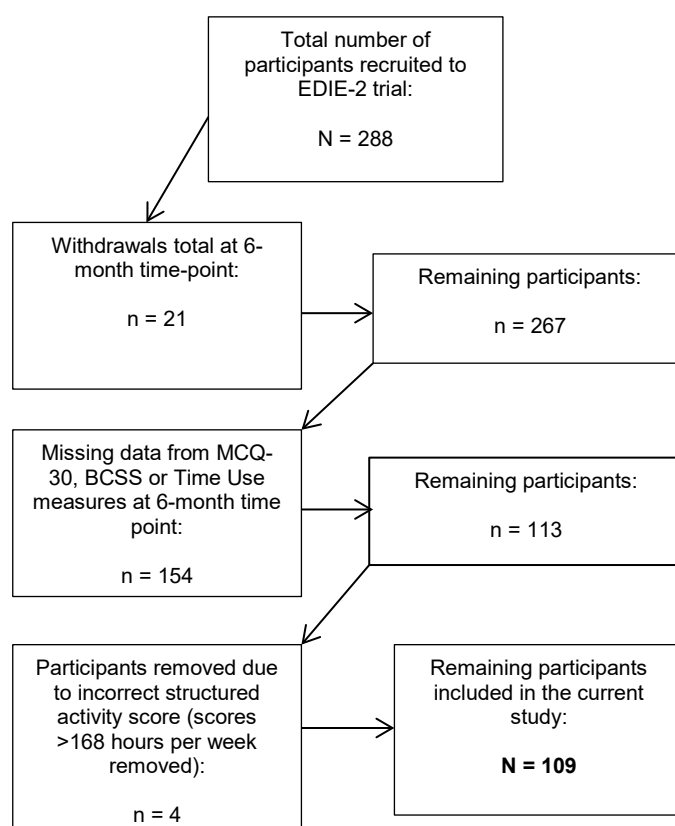 Total number of
participants recruited to
EDIE-2 trial:
N = 288
Withdrawals total at 6-
month time-point:
n = 21
Remaining participants:
n = 267
Missing data from MCQ-
30, BCSS or Time Use
measures at 6-month time
point:
n = 154
Remaining participants:
n = 113
Participants removed due
to incorrect structured
activity score (scores
>168 hours per week
removed):
n = 4
Remaining participants
included in the current
study:
N = 109